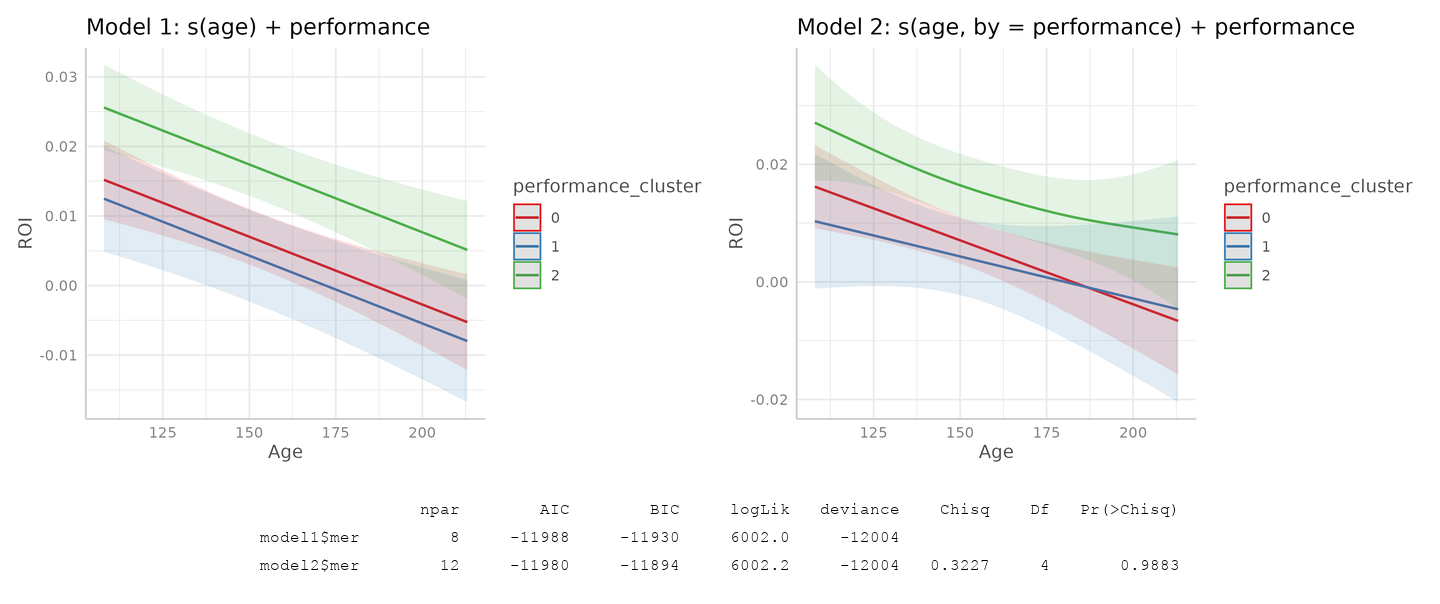 Model 1: s(age) + performance
0.03
0.02
0.01
0.00
-0.01
ROI
125 150 175 200
Age
performance_cluster
0
1
2
Model 2: s(age, by = performance) + performance
0.02
0.00
-0.02
ROI
125 150 175 200
Age
performance_cluster
0
1
2
npar AIC BIC logLik deviance Chisq Df Pr(>Chisq)
model1$mer 8 -11988 -11930 6002.0 -12004
model2$mer 12 -11980 -11894 6002.2 -12004 0.3227 4 0.9883